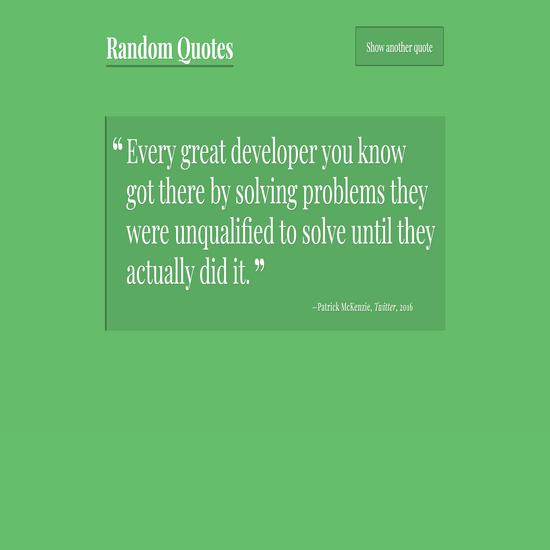 Random Quotes
Show another quote
“ Every great developer you know
got there by solving problems they
were unqualified to solve until they
actually did it. ”
–Patrick McKenzie, Twitter, 2016